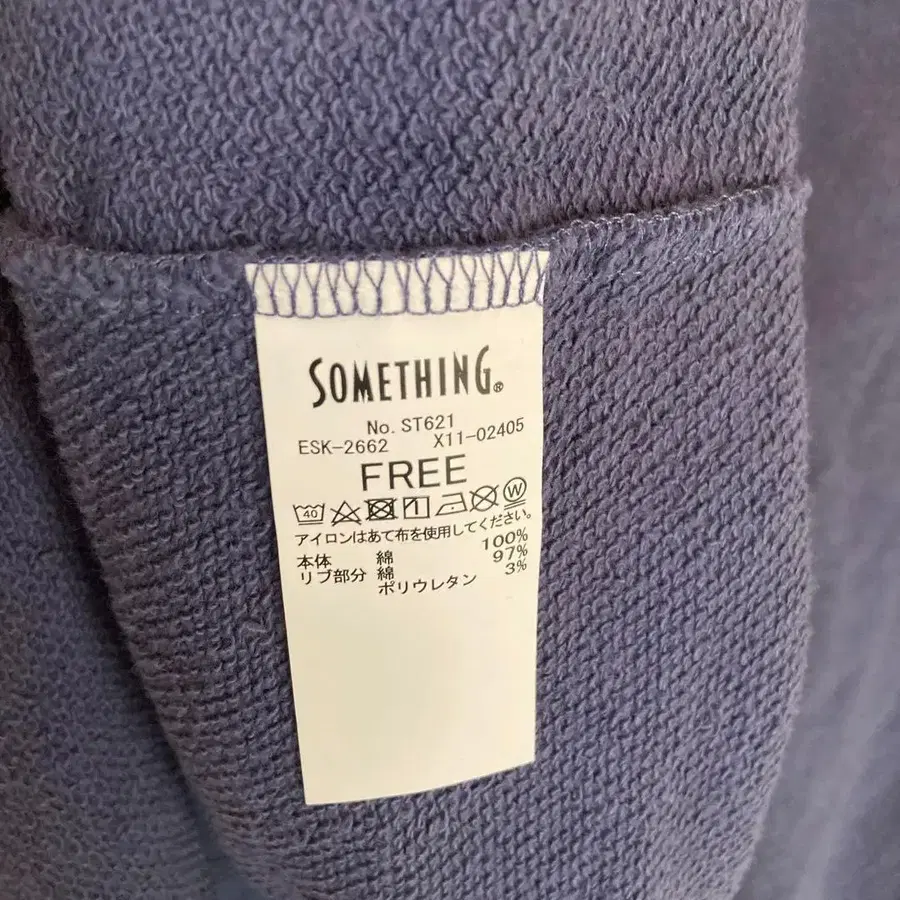 SOMETHING®
No. ST621
ESK-2662 X11-02405
FREE
40 W
アイロンはあて布を使用してください。
本体 綿 100%
リブ部分 綿 97%
ポリウレタン 3%